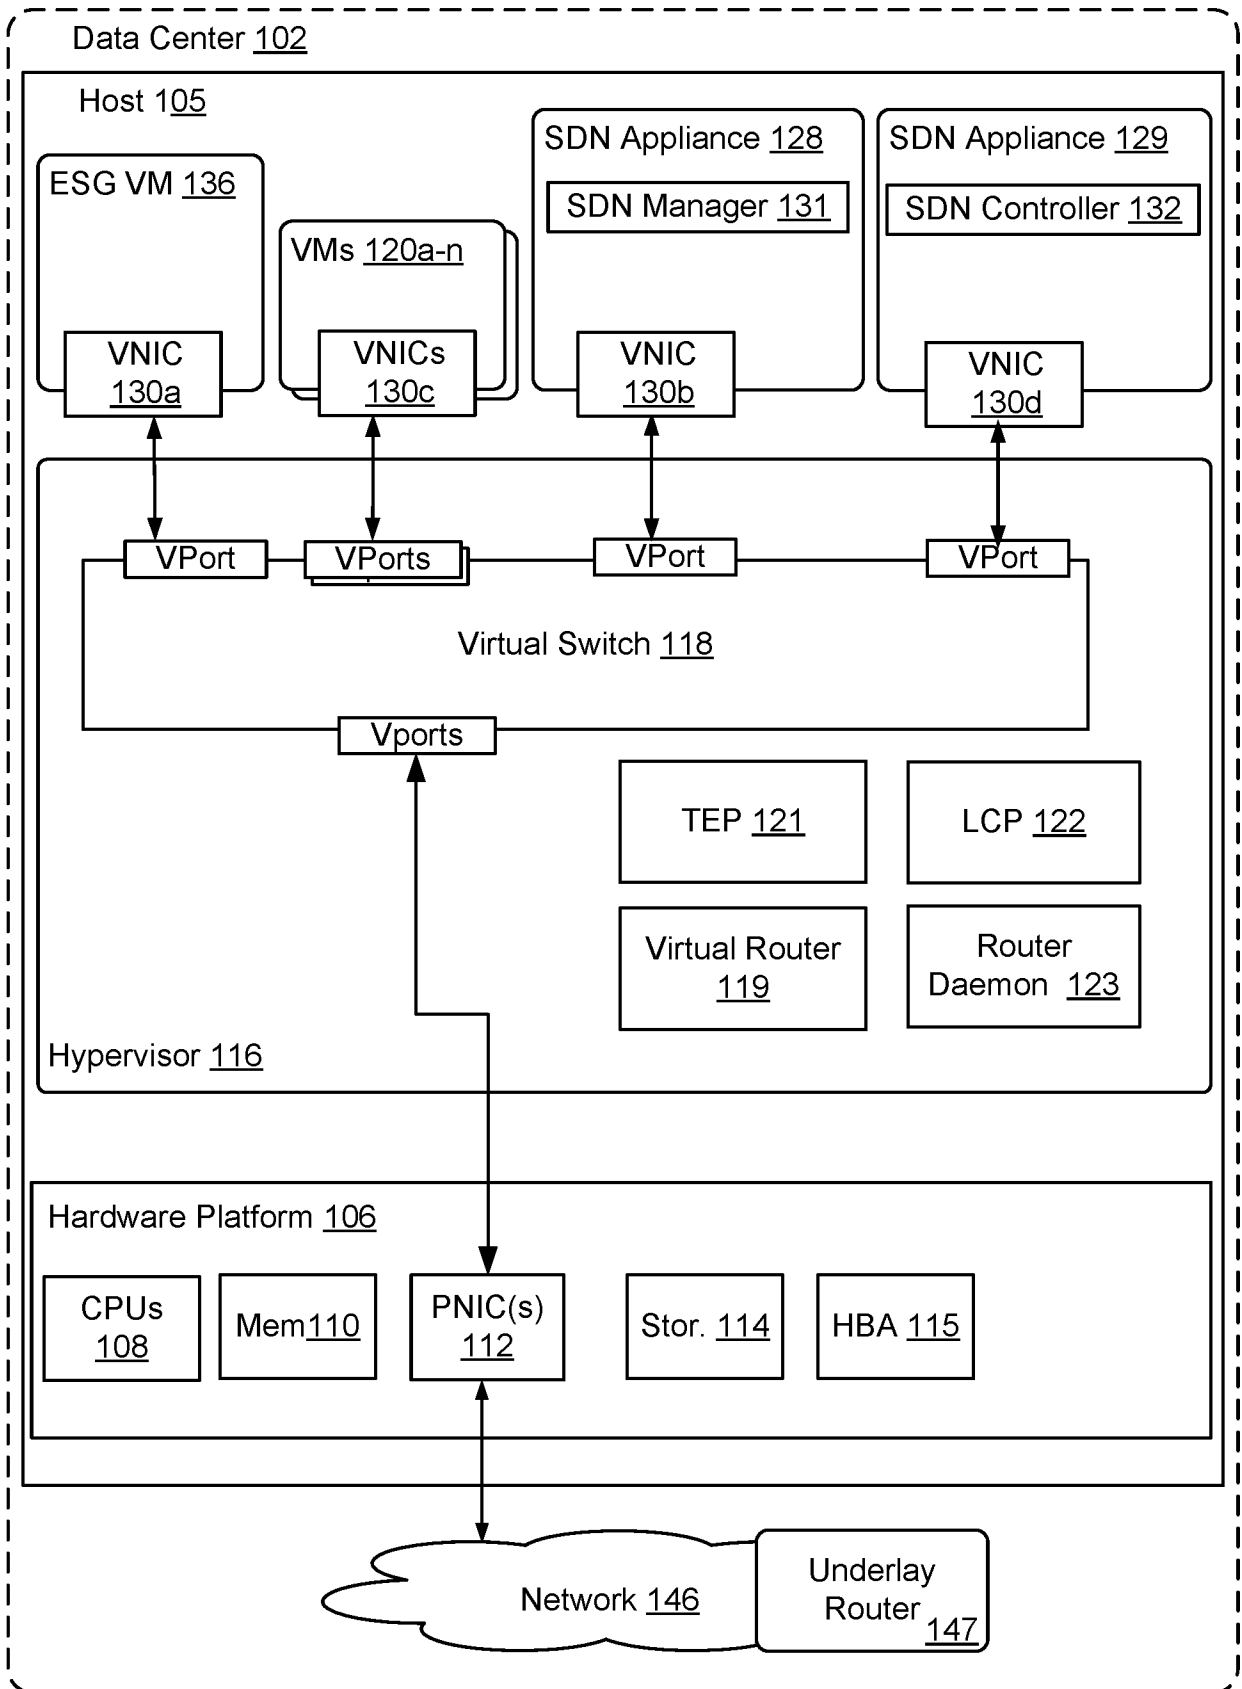 Data Center 102
Host 105
ESG VM 136
VNIC
130a
VMs 120a-n
VNICs
130c
SDN Appliance 128
SDN Manager 131
VNIC
130b
SDN Appliance 129
SDN Controller 132
VNIC
130d
VPort
VPorts
VPort
VPort
Virtual Switch 118
Vports
TEP 121
LCP 122
Virtual Router
119
Router
Daemon 123
Hypervisor 116
Hardware Platform 106
CPUs
108
Mem110
PNIC(s)
112
Stor. 114
HBA 115
Network 146
Underlay
Router 147